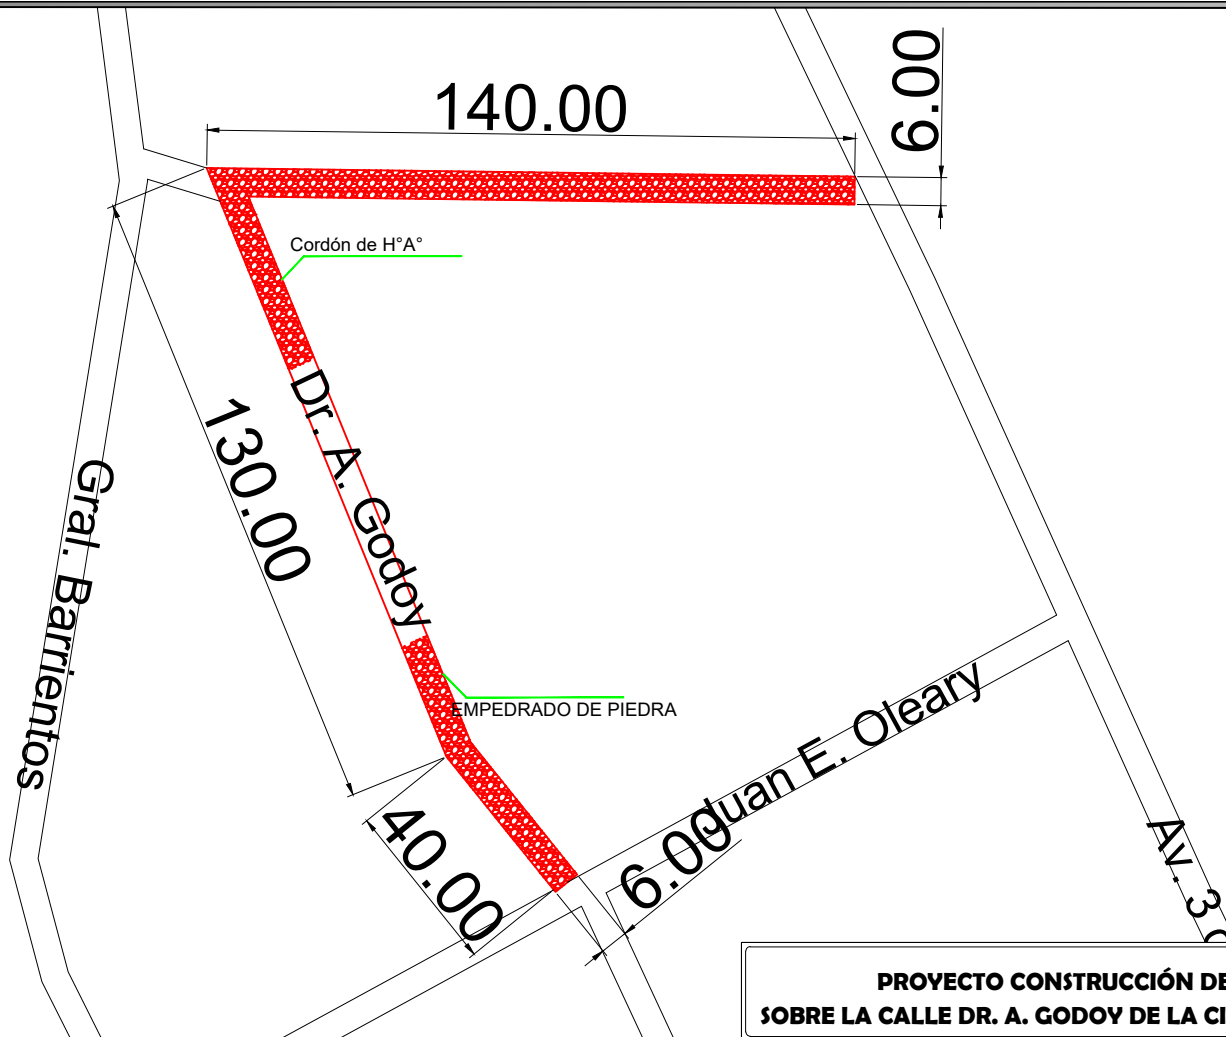 140.00
6.00
Cordón de H°A°
Dr. A. Godoy
130.00
Gral. Barrientos
EMPEDRADO DE PIEDRA
Juan E. Oleary
40.00
6.00
Av. 3
PROYECTO CONSTRUCCIÓN DE
SOBRE LA CALLE DR. A. GODOY DE LA